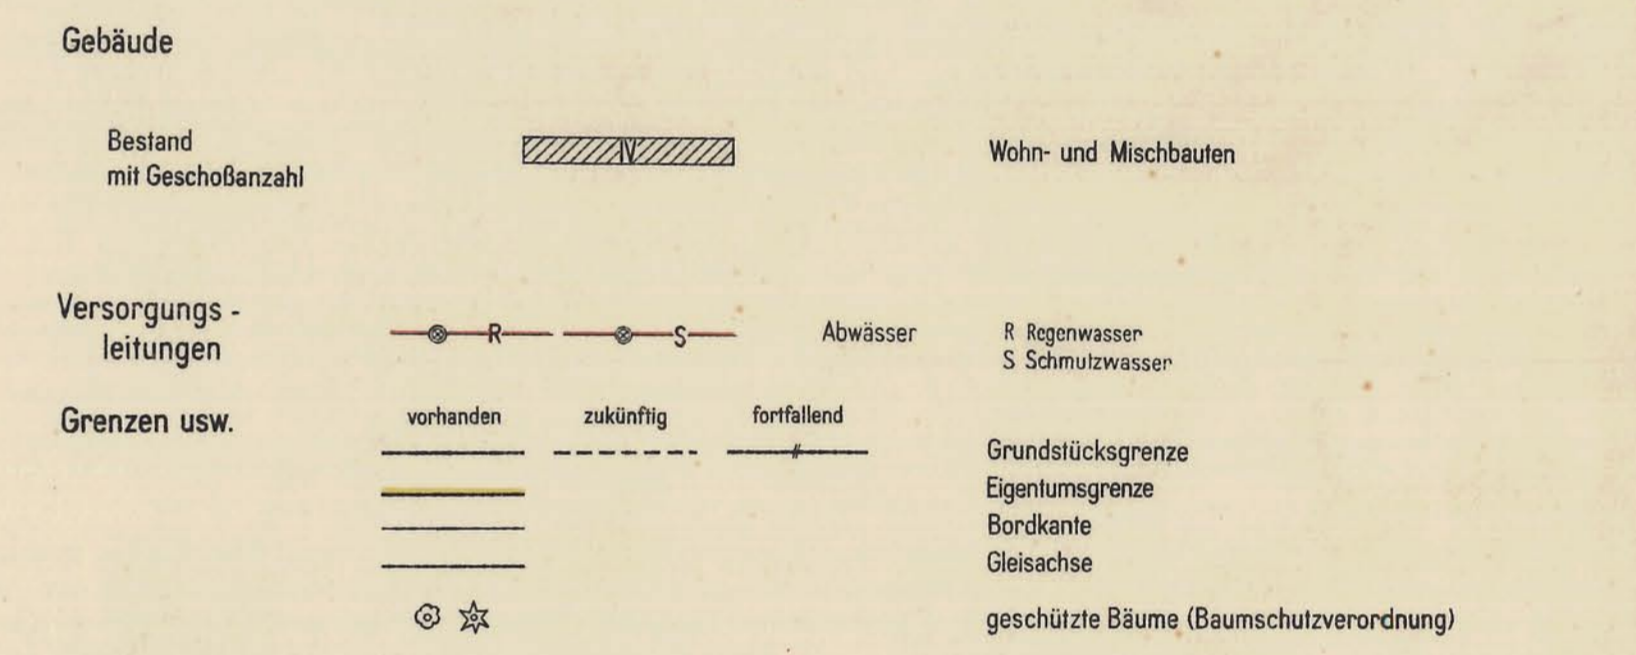 Gebäude
Bestand
mit Geschoßanzahl
IV
Wohn- und Mischbauten
Versorgungs -
leitungen
R
S
Abwässer
R Regenwasser
S Schmutzwasser
Grenzen usw.
vorhanden zukünftig fortfallend
Grundstücksgrenze
Eigentumsgrenze
Bordkante
Gleisachse
geschützte Bäume (Baumschutzverordnung)